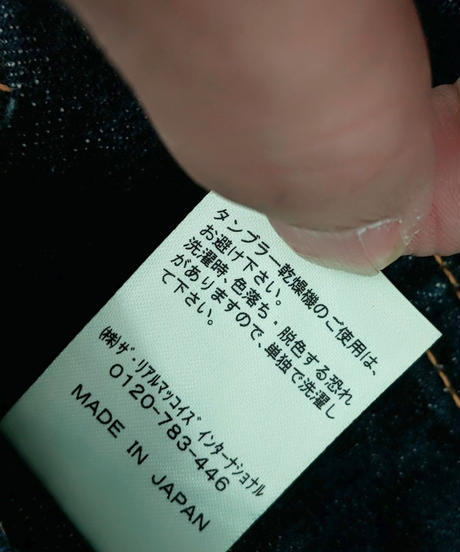 タンブラー乾燥機のご使用は、
お避け下さい。
洗濯時、色落ち・脱色する恐れ
がありますので、単独で洗濯し
て下さい。
㈱ザ・リアルマッコイズ インターナショナル
0120-783-446
MADE IN JAPAN